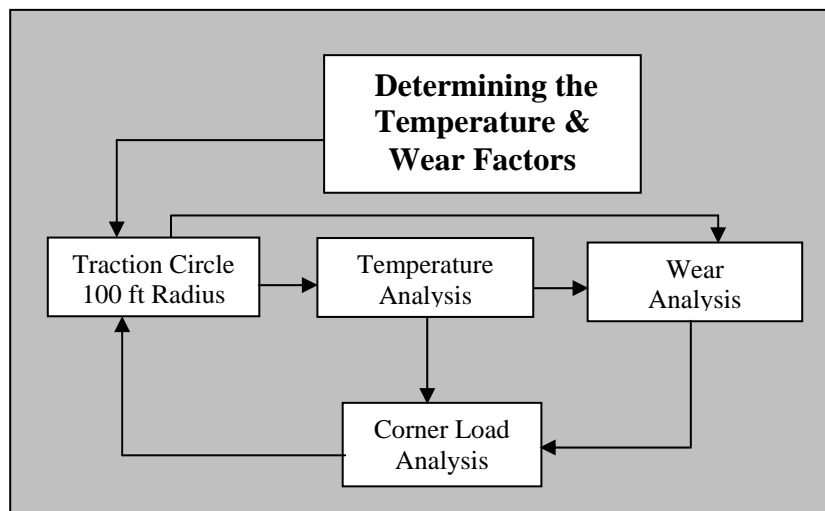 Determining the
Temperature &
Wear Factors
Traction Circle
100 ft Radius
Temperature
Analysis
Wear
Analysis
Corner Load
Analysis